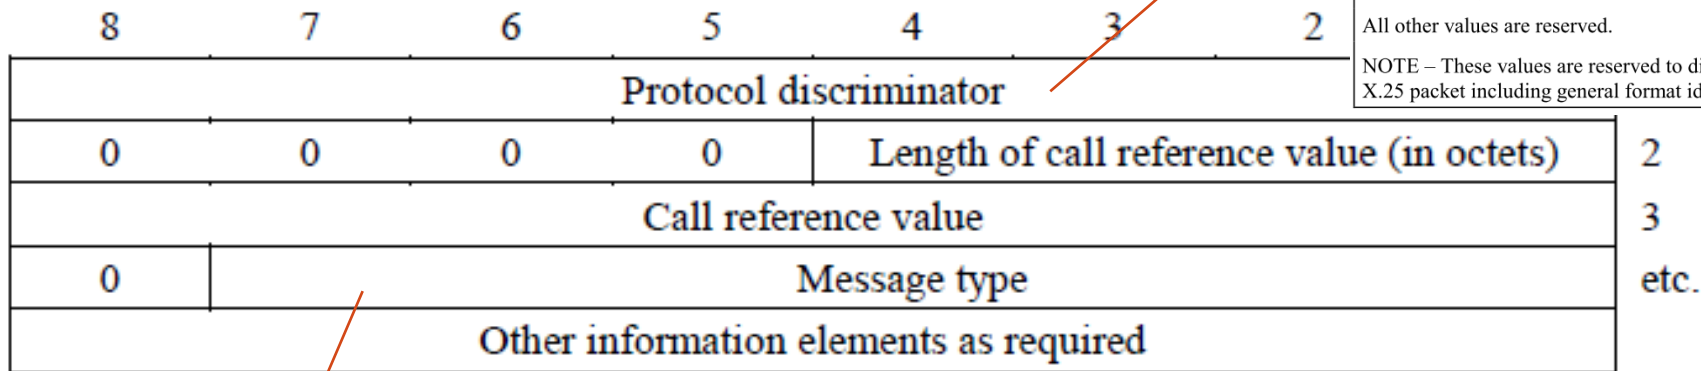 8 7 6 5 4 3 2
All other values are reserved.
NOTE – These values are reserved to
X.25 packet including general format
Protocol discriminator
0 0 0 0 Length of call reference value (in octets) 2
Call reference value 3
0 Message type etc.
Other information elements as required